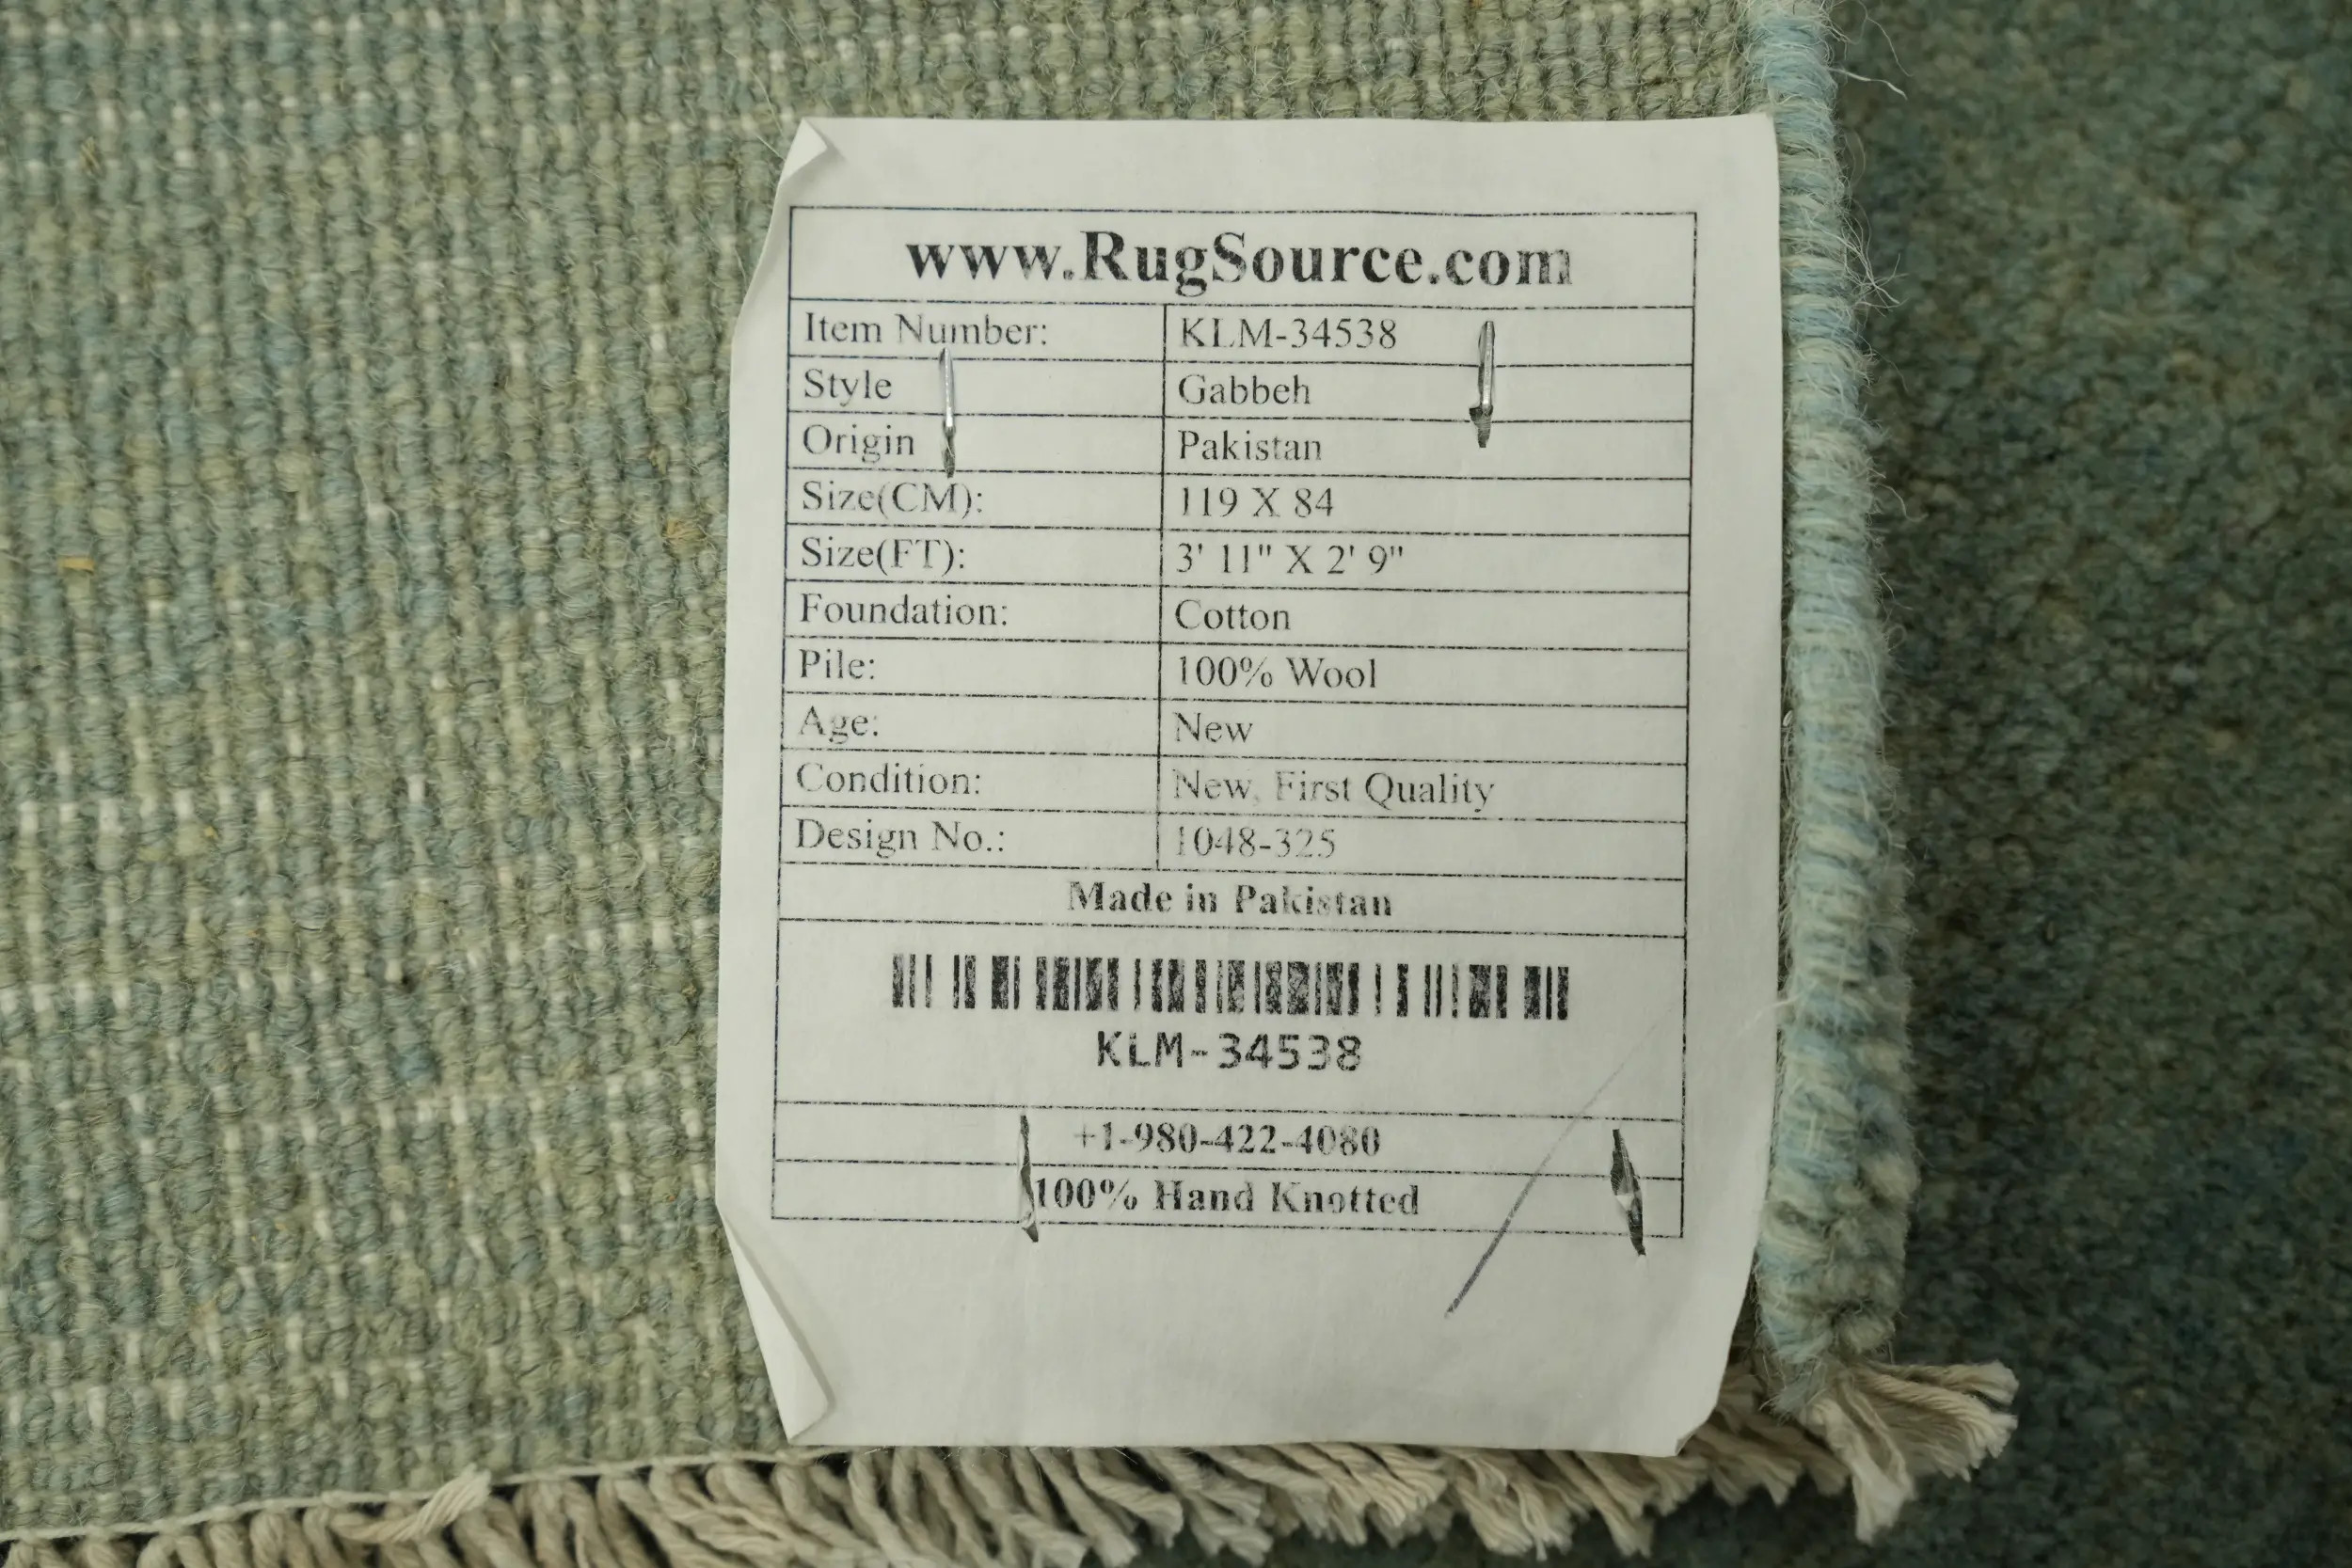 www.RugSource.com
Item Number: KLM-34538
Style Gabbeh
Origin Pakistan
Size(CM): 119 X 84
Size(FT): 3' 11" X 2' 9"
Foundation: Cotton
Pile: 100% Wool
Age: New
Condition: New, First Quality
Design No.: 1048-325
Made in Pakistan
KLM-34538
+1-980-422-4080
100% Hand Knotted